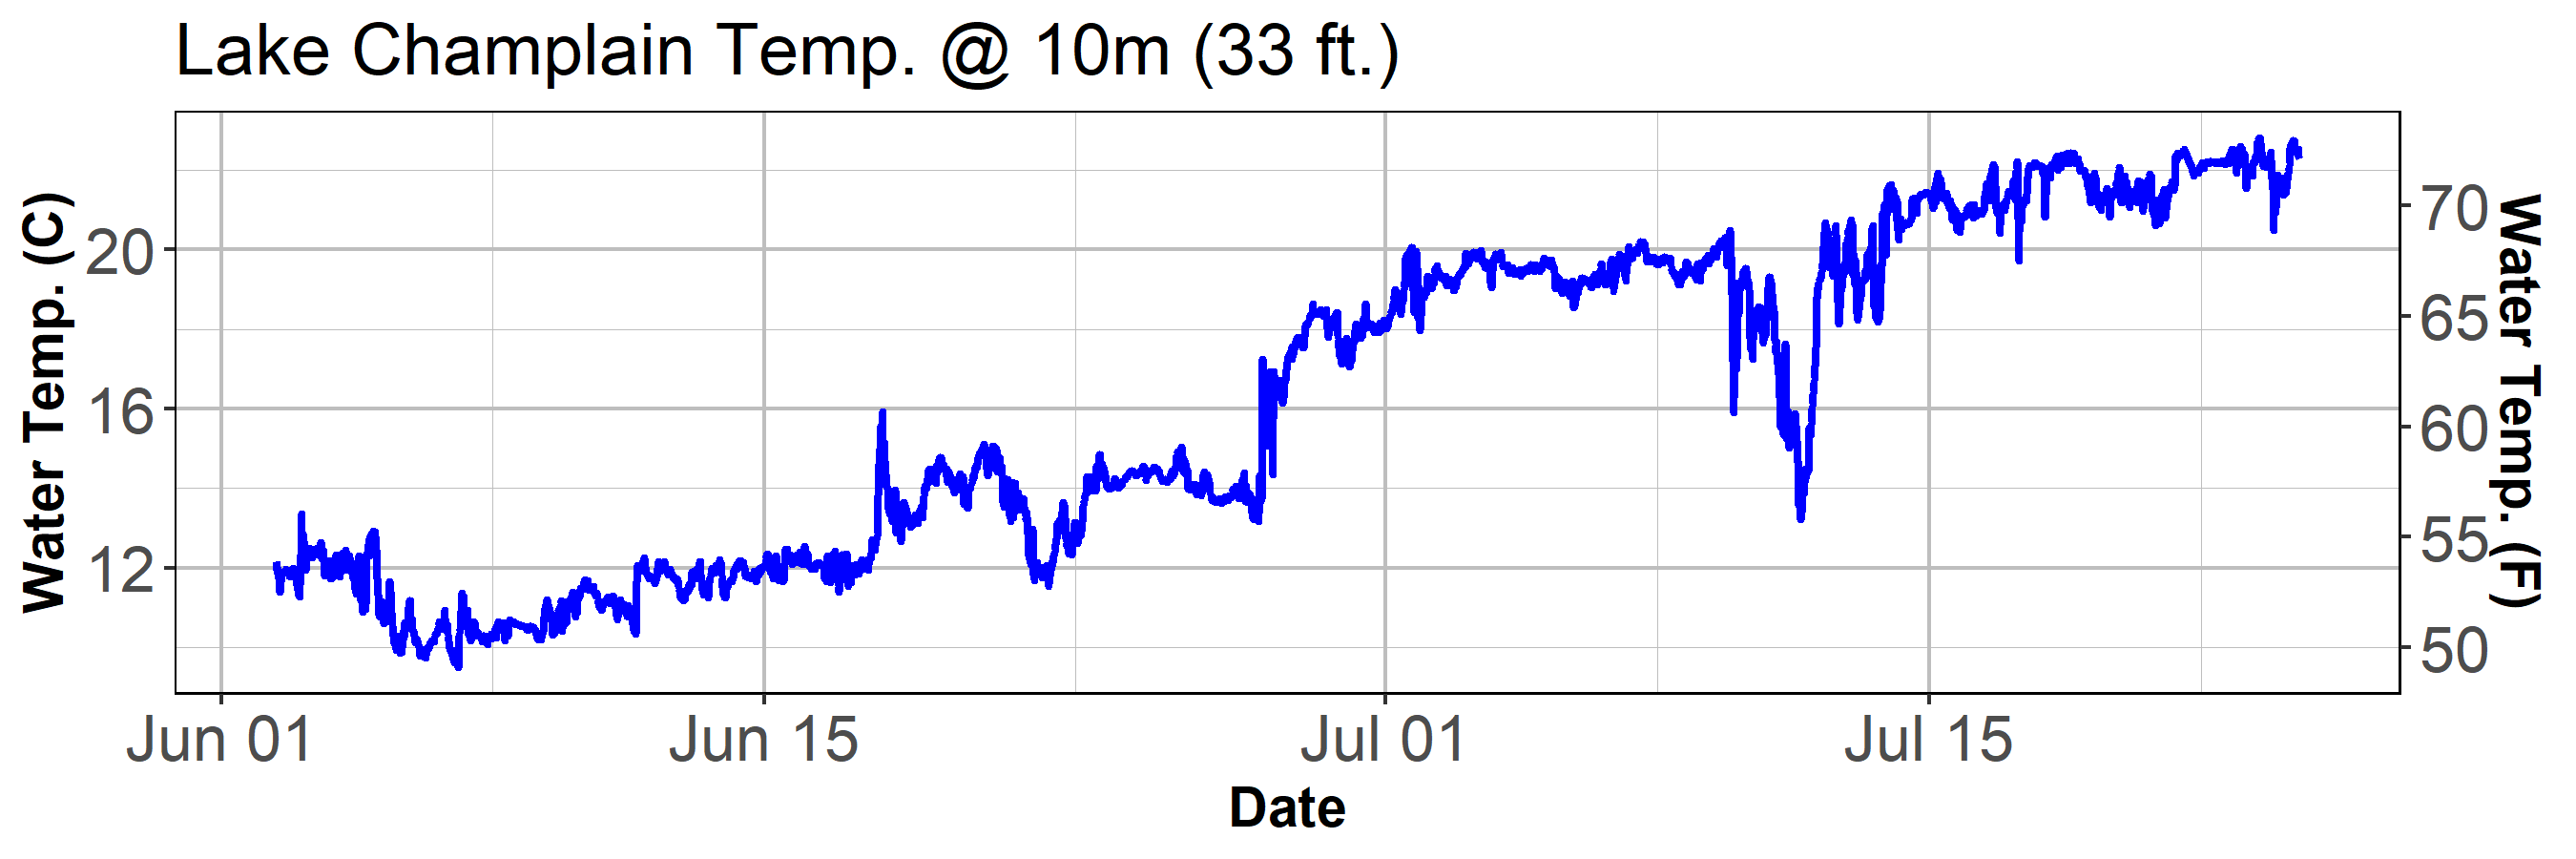 Lake Champlain Temp. @ 10m (33 ft.)
Water Temp. (C)
20
16
12
70
65
60
55
50
Water Temp. (F)
Jun 01
Jun 15
Jul 01
Jul 15
Date